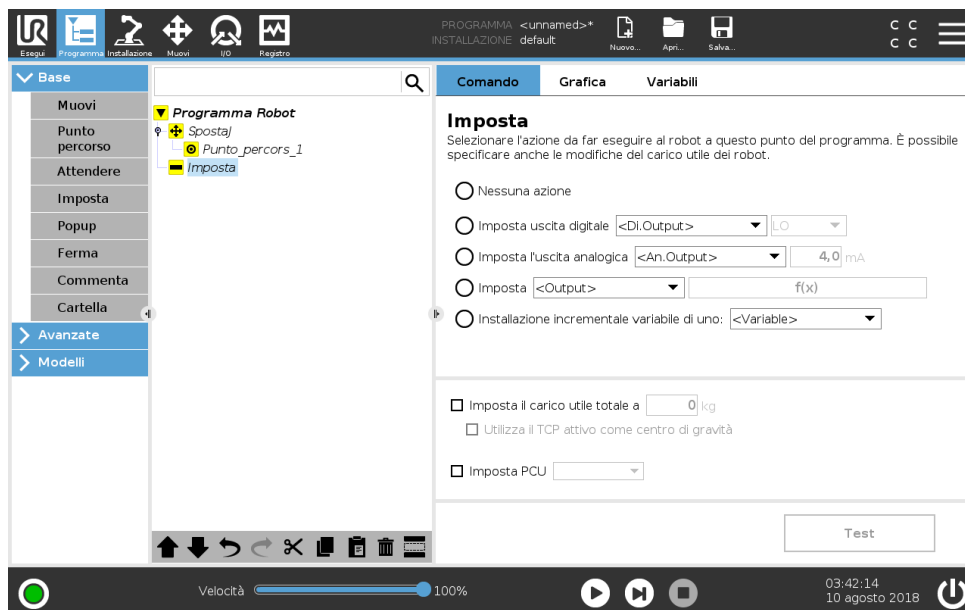 PROGRAMMA <unnamed>*
INSTALLAZIONE default
Esegui
Programma
Installazione
Muovi
I/O
Registro
Nuovo...
Apri...
Salva...
C C
C C
Base
Muovi
Punto
percorso
Attendere
Imposta
Popup
Ferma
Commenta
Cartella
Avanzate
Modelli
Programma Robot
SpostaJ
Punto_percors_1
Imposta
Comando
Grafica
Variabili
Imposta
Selezionare l'azione da far eseguire al robot a questo punto del programma. È possibile
specificare anche le modifiche del carico utile dei robot.
Nessuna azione
Imposta uscita digitale <Di.Output> LO
Imposta l'uscita analogica <An.Output> 4,0 mA
Imposta <Output> f(x)
Installazione incrementale variabile di uno: <Variable>
Imposta il carico utile totale a 0 kg
Utilizza il TCP attivo come centro di gravità
Imposta PCU
Test
Velocità 100%
03:42:14
10 agosto 2018